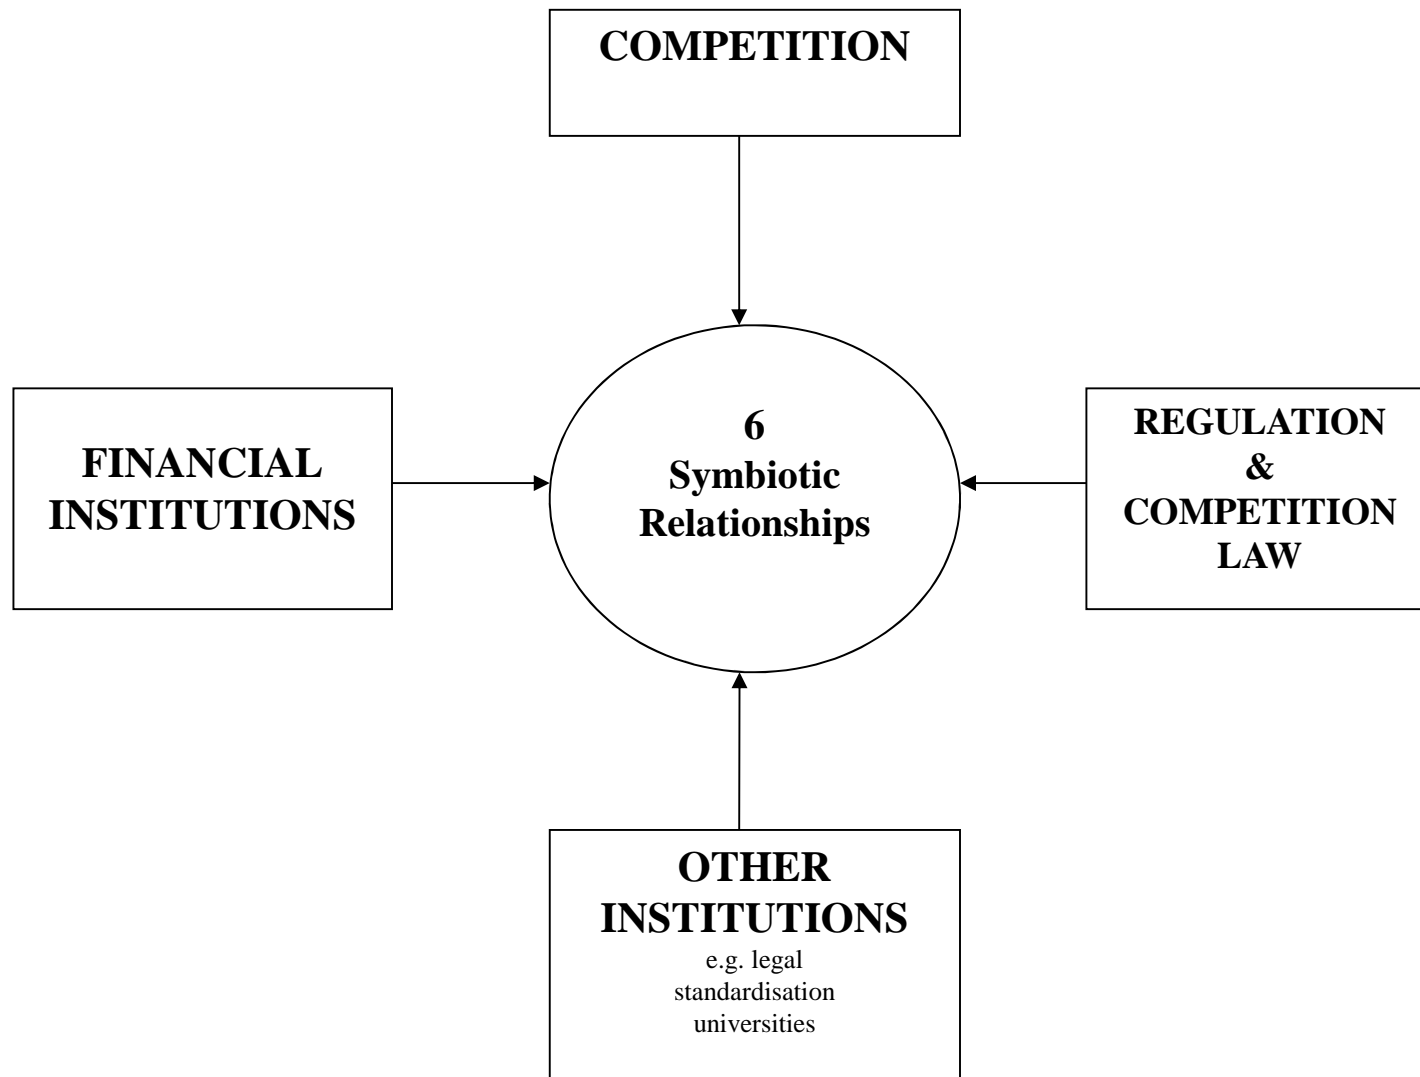 COMPETITION
6
Symbiotic
Relationships
FINANCIAL
INSTITUTIONS
REGULATION
&
COMPETITION
LAW
OTHER
INSTITUTIONS
e.g. legal
standardisation
universities